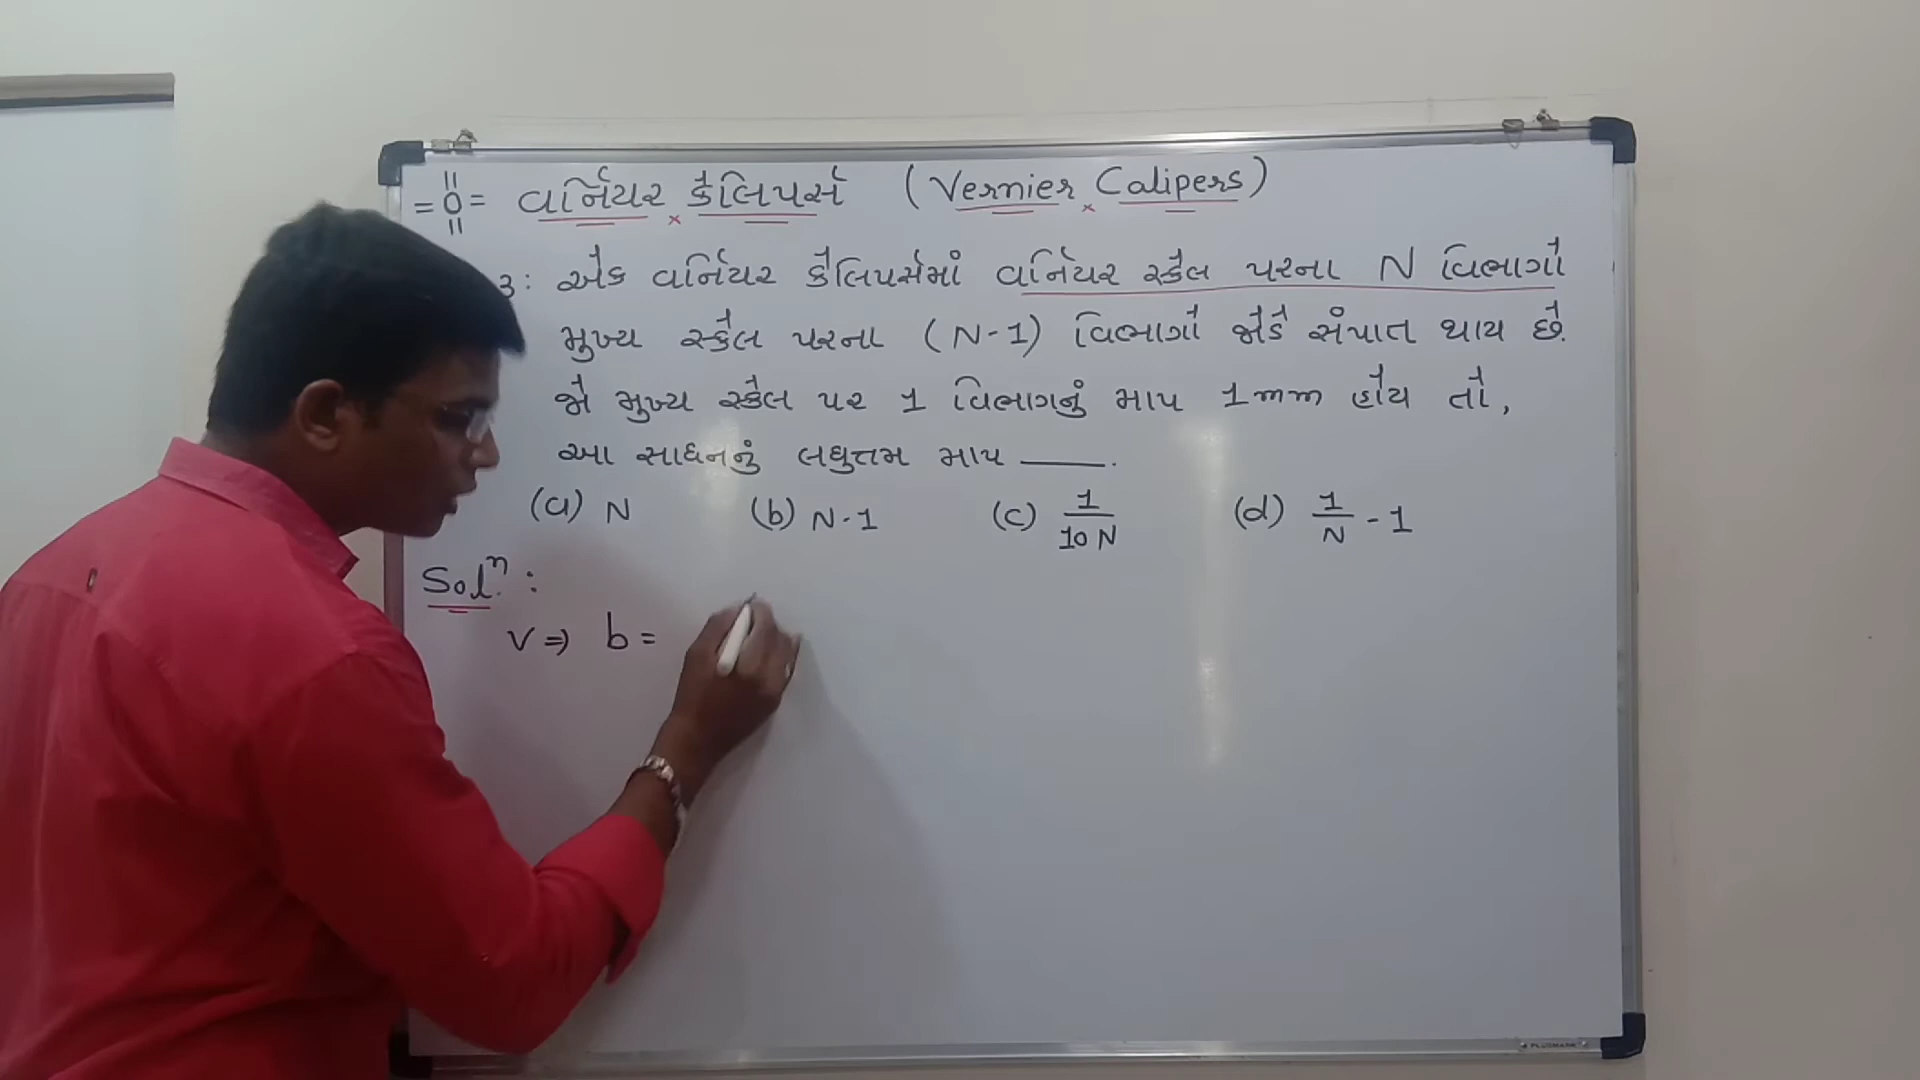 =0= વર્નિયર કેલિપર્સ (Vernier Calipers)
3: એક વર્નિયર કેલિપર્સમાં વર્નિયર સ્કેલ પરના N વિભાગો
મુખ્ય સ્કેલ પરના (N-1) વિભાગો જોડે સંપાત થાય છે.
જો મુખ્ય સ્કેલ પર 1 વિભાગનું માપ 1mm હોય તો,
આ સાધનનું લઘુત્તમ માપ ____.
(a) N (b) N-1 (c) 1/10N (d) 1/N - 1
Solⁿ:
V⇒ b=